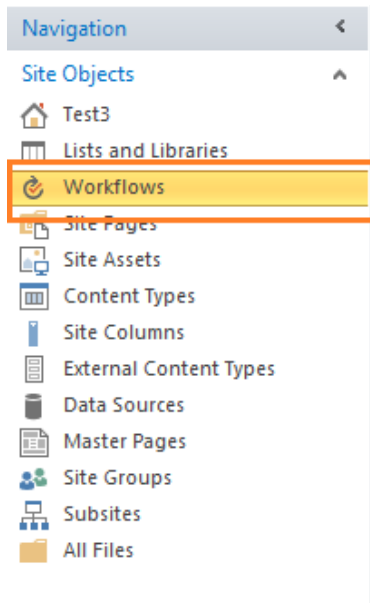 Navigation
Site Objects
Test3
Lists and Libraries
Workflows
Site Pages
Site Assets
Content Types
Site Columns
External Content Types
Data Sources
Master Pages
Site Groups
Subsites
All Files